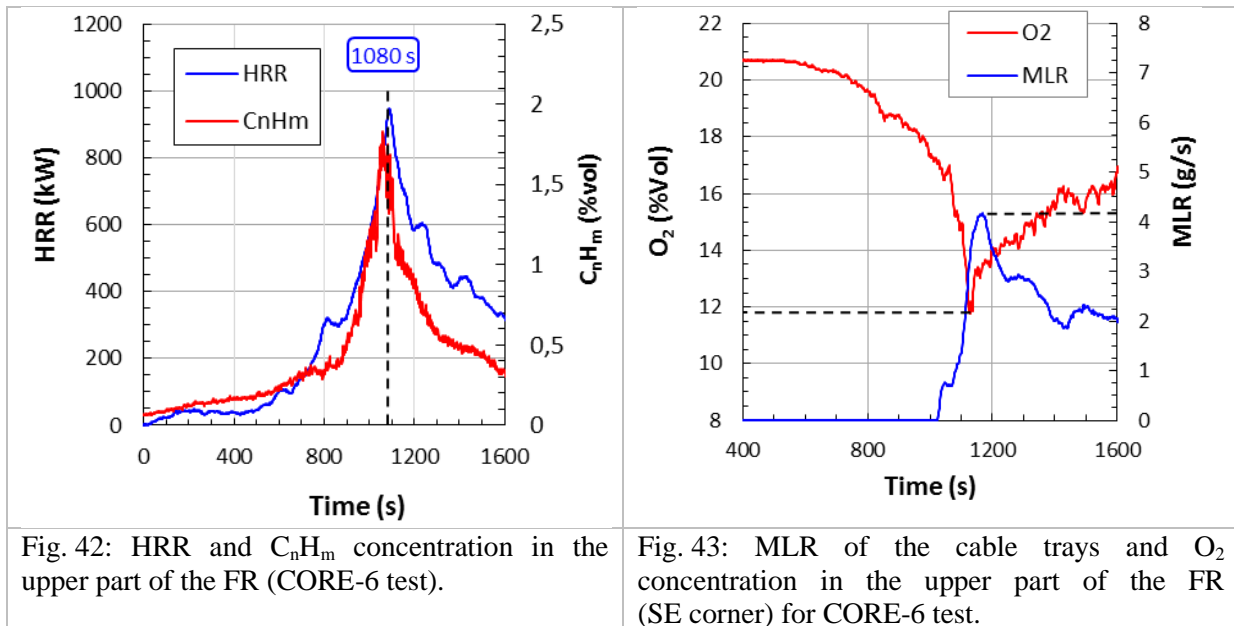 1200
1000
800
600
400
200
0
HRR (kW)
HRR
CnHm
1080 s
2,5
2
1,5
1
0,5
0
CnHm (%vol)
0 400 800 1200 1600
Time (s)
Fig. 42: HRR and CnHm concentration in the
upper part of the FR (CORE-6 test).
22
20
18
16
14
12
10
8
O2 (%Vol)
O2
MLR
8
7
6
5
4
3
2
1
0
MLR (g/s)
400 800 1200 1600
Time (s)
Fig. 43: MLR of the cable trays and O2
concentration in the upper part of the FR
(SE corner) for CORE-6 test.